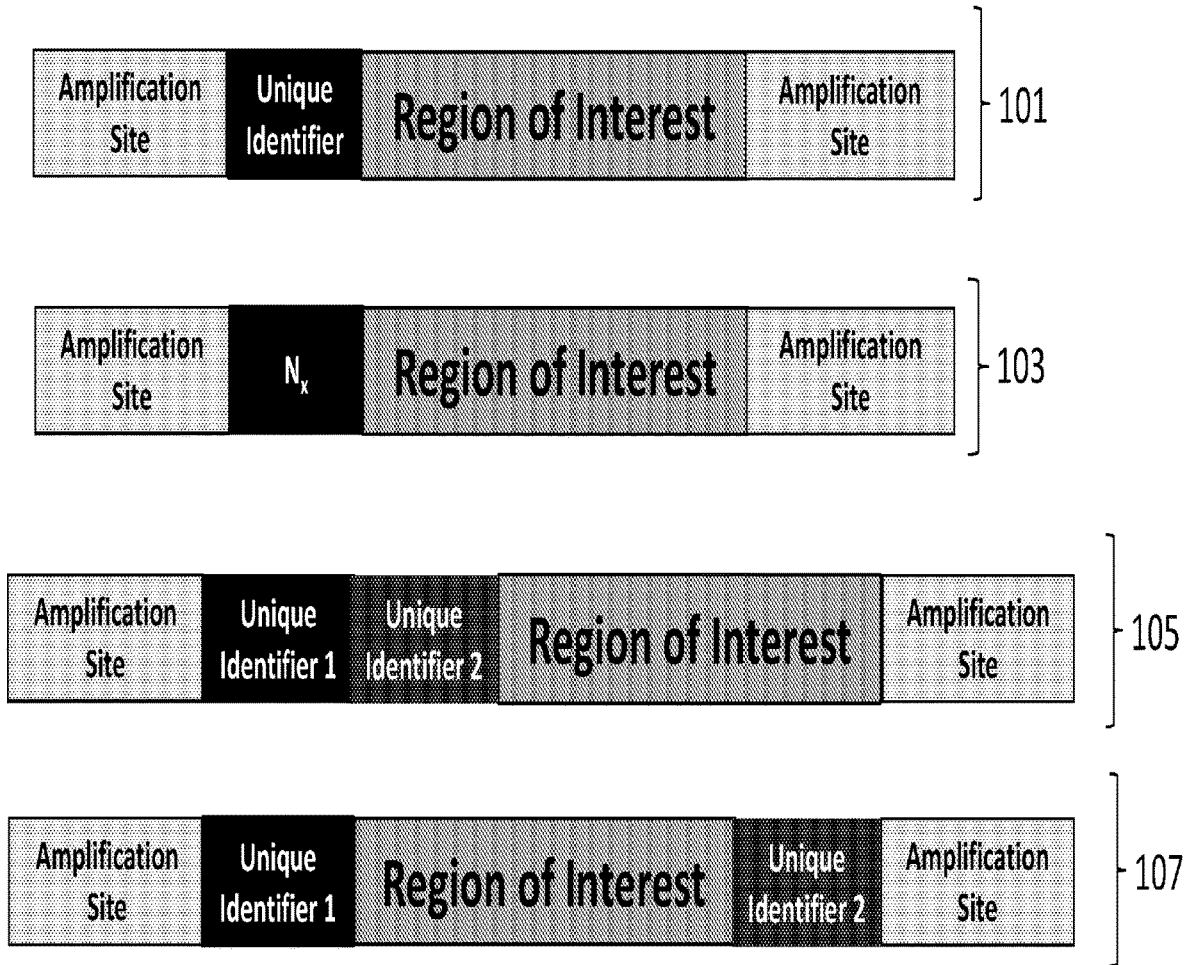 Amplification Site Unique Identifier Region of Interest Amplification Site 101
Amplification Site Nx Region of Interest Amplification Site 103
Amplification Site Unique Identifier 1 Unique Identifier 2 Region of Interest Amplification Site 105
Amplification Site Unique Identifier 1 Region of Interest Unique Identifier 2 Amplification Site 107